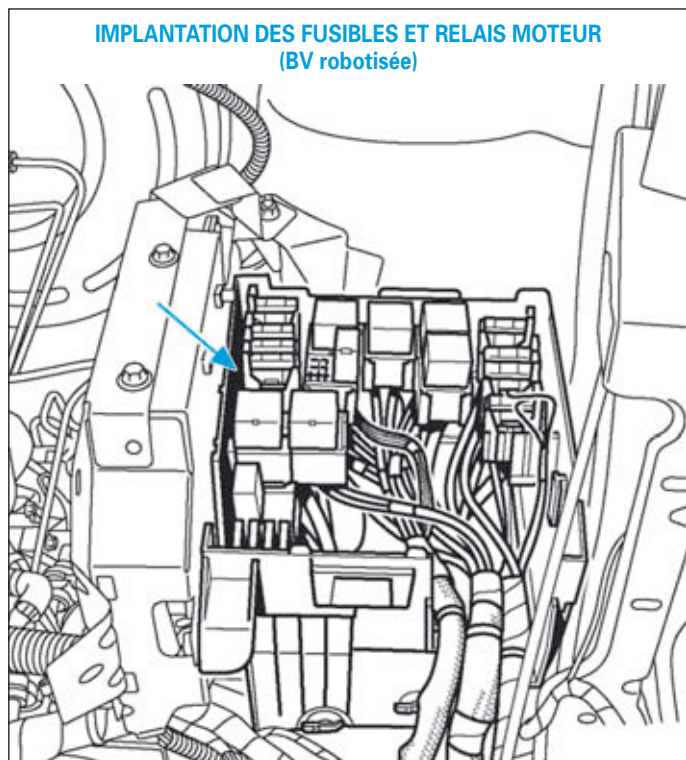 IMPLANTATION DES FUSIBLES ET RELAIS MOTEUR
(BV robotisée)